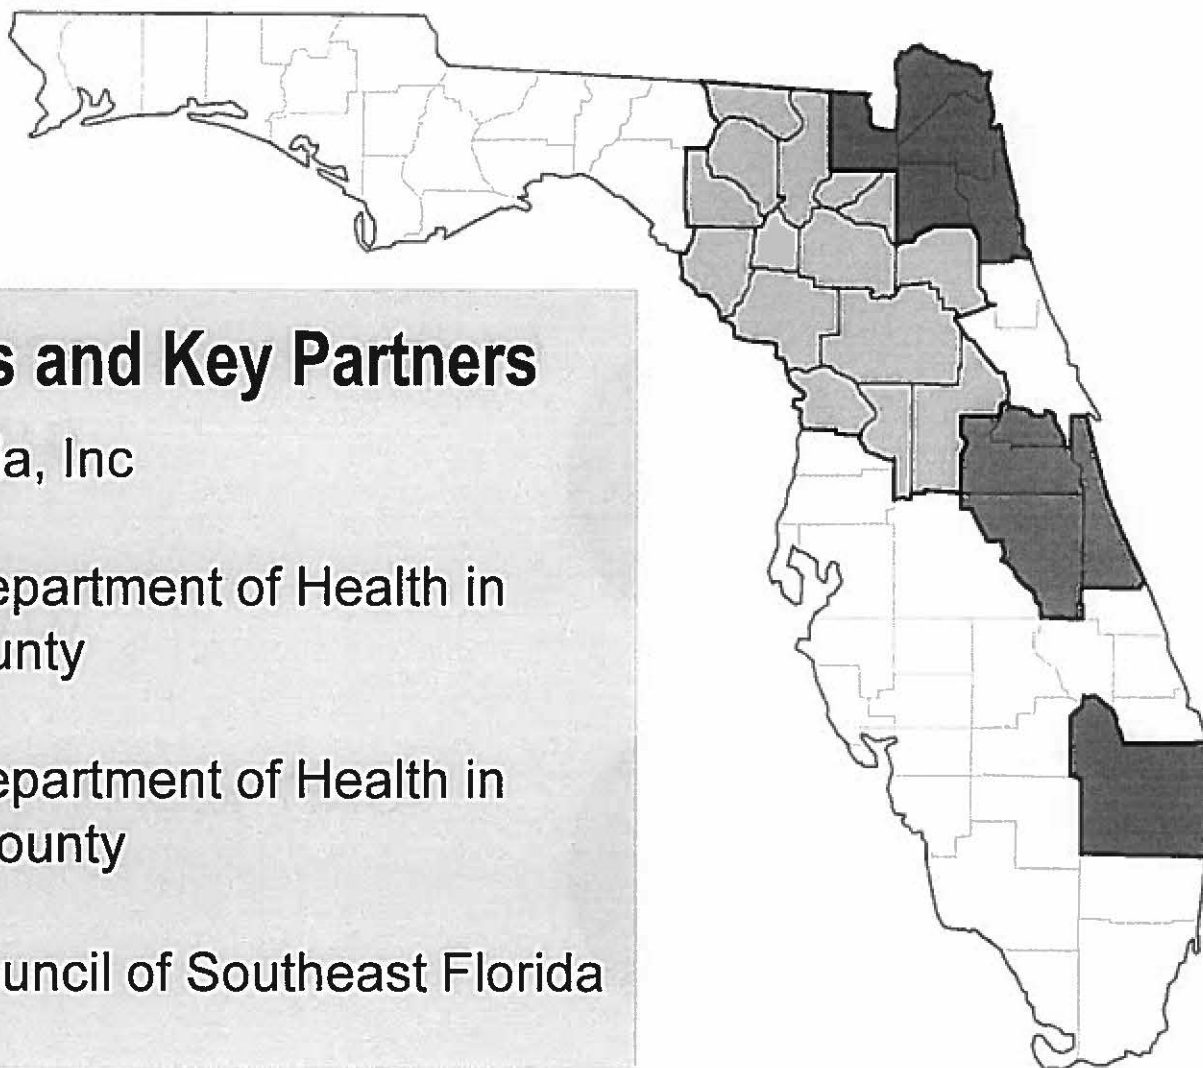 s and Key Partners
a, Inc
epartment of Health in
unty
epartment of Health in
ounty
uncil of Southeast Florida